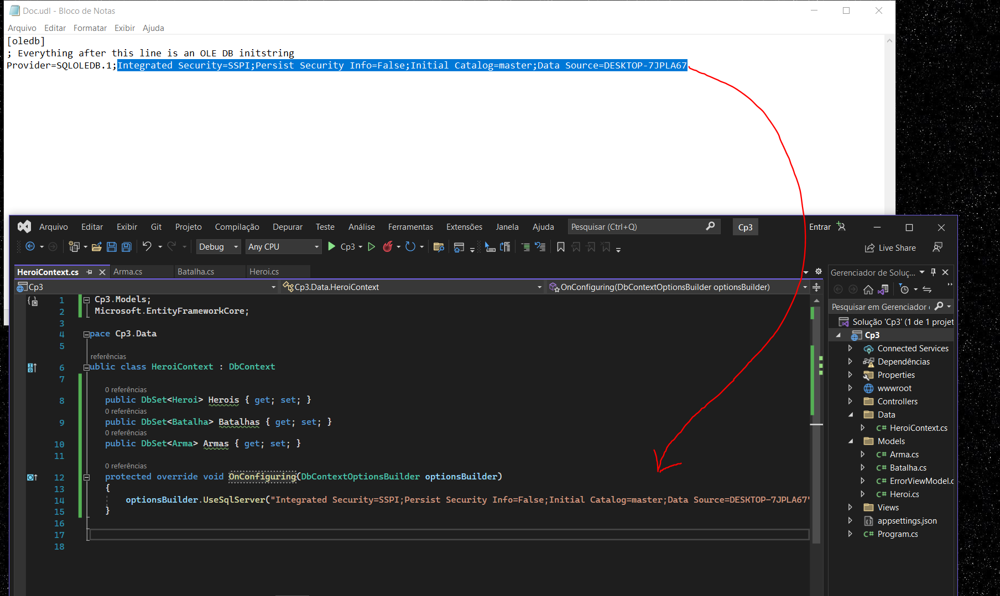 Doc.udl - Bloco de Notas
Arquivo Editar Formatar Exibir Ajuda
[oledb]
; Everything after this line is an OLE DB initstring
Provider=SQLOLEDB.1;Integrated Security=SSPI;Persist Security Info=False;Initial Catalog=master;Data Source=DESKTOP-7JPLA67
Arquivo Editar Exibir Git Projeto Compilação Depurar Teste Análise Ferramentas Extensões Janela Ajuda Pesquisar (Ctrl+Q) Cp3 Entrar
Debug Any CPU Cp3 Live Share
HeroiContext.cs Arma.cs Batalha.cs Heroi.cs
Cp3 Cp3.Data.HeroiContext OnConfiguring(DbContextOptionsBuilder optionsBuilder)
1 Cp3.Models;
2 Microsoft.EntityFrameworkCore;
3
4 pace Cp3.Data
5
referências
6 ublic class HeroiContext : DbContext
7
0 referências
8 public DbSet<Heroi> Herois { get; set; }
0 referências
9 public DbSet<Batalha> Batalhas { get; set; }
0 referências
10 public DbSet<Arma> Armas { get; set; }
11
0 referências
12 protected override void OnConfiguring(DbContextOptionsBuilder optionsBuilder)
13 {
14 optionsBuilder.UseSqlServer("Integrated Security=SSPI;Persist Security Info=False;Initial Catalog=master;Data Source=DESKTOP-7JPLA67"
15 }
16
17
18
Gerenciador de Soluç...
Pesquisar em Gerenciador
Solução 'Cp3' (1 de 1 projet
Cp3
Connected Services
Dependências
Properties
wwwroot
Controllers
Data
C# HeroiContext.cs
Models
C# Arma.cs
C# Batalha.cs
C# ErrorViewModel.c
C# Heroi.cs
Views
appsettings.json
C# Program.cs